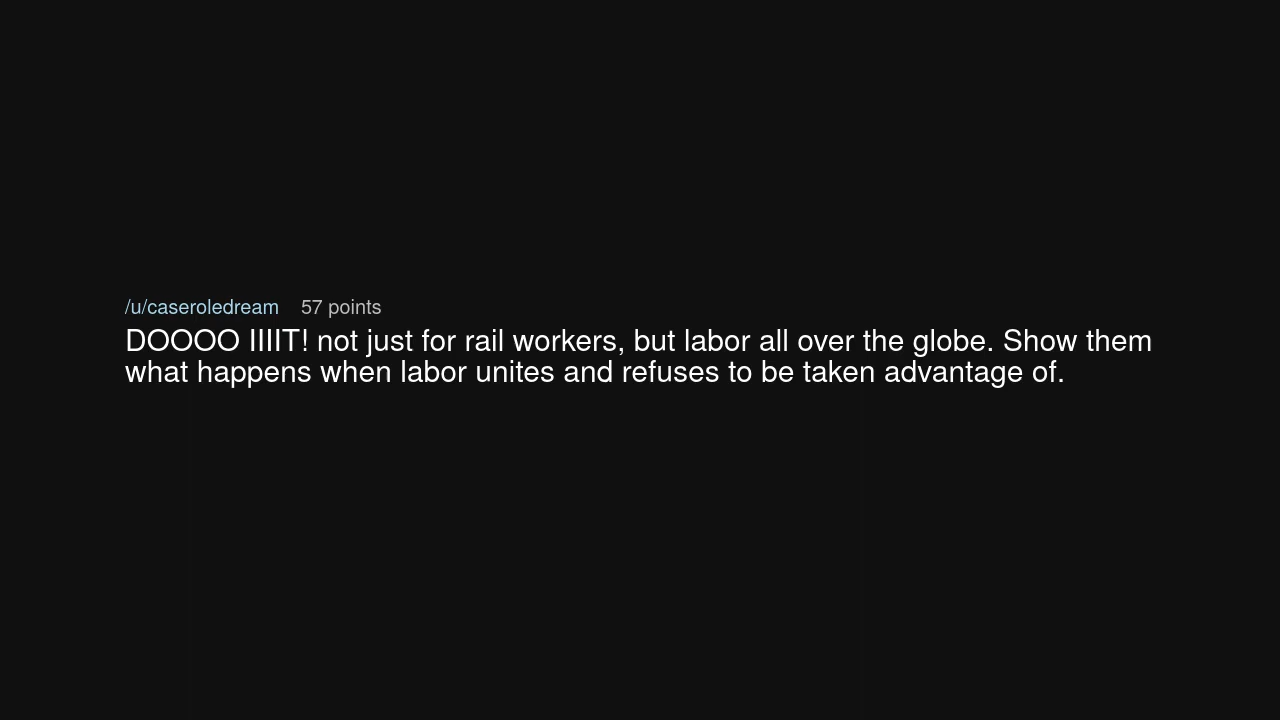 /u/caseroledream 57 points
DOOOO IIIIT! not just for rail workers, but labor all over the globe. Show them
what happens when labor unites and refuses to be taken advantage of.